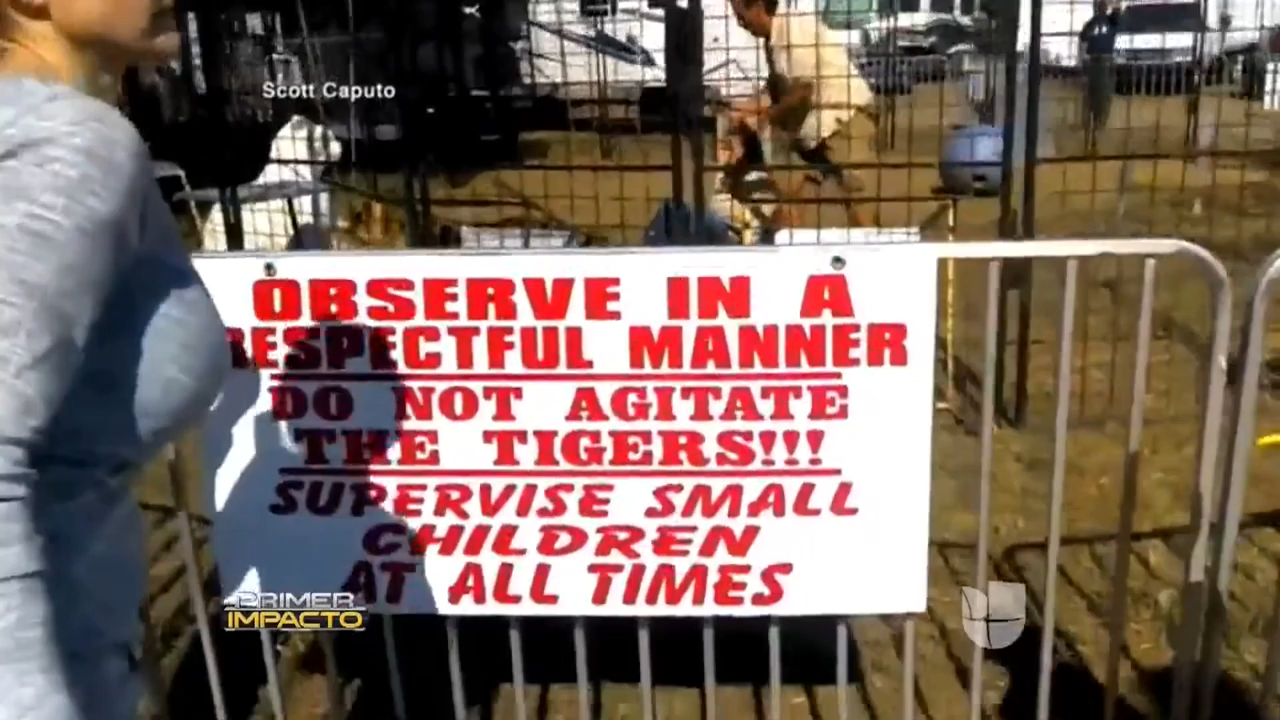 Scott Caputo
OBSERVE IN A
RESPECTFUL MANNER
DO NOT AGITATE
THE TIGERS!!!
SUPERVISE SMALL
CHILDREN
AT ALL TIMES
PRIMER
IMPACTO